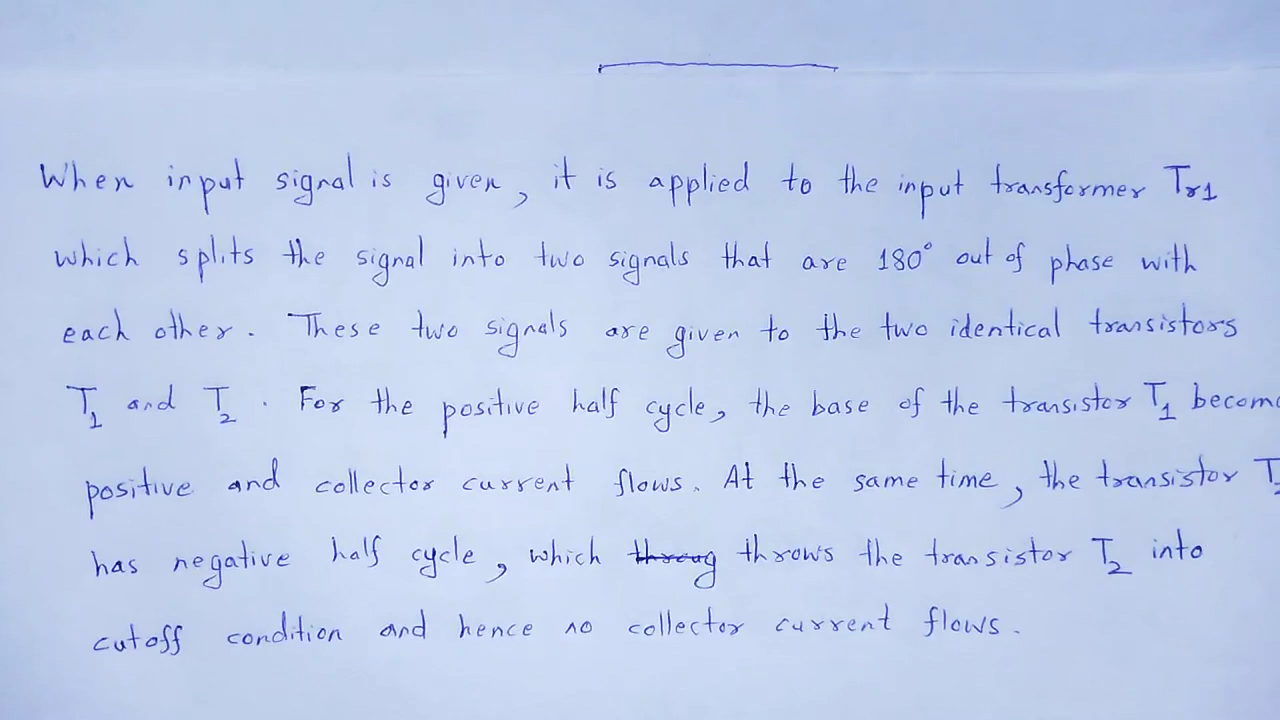 When input signal is given, it is applied to the input transformer Tr1
which splits the signal into two signals that are 180° out of phase with
each other. These two signals are given to the two identical transistors
T1 and T2. For the positive half cycle, the base of the transistor T1 becom
positive and collector current flows. At the same time, the transistor T
has negative half cycle, which throug throws the transistor T2 into
cutoff condition and hence no collector current flows.